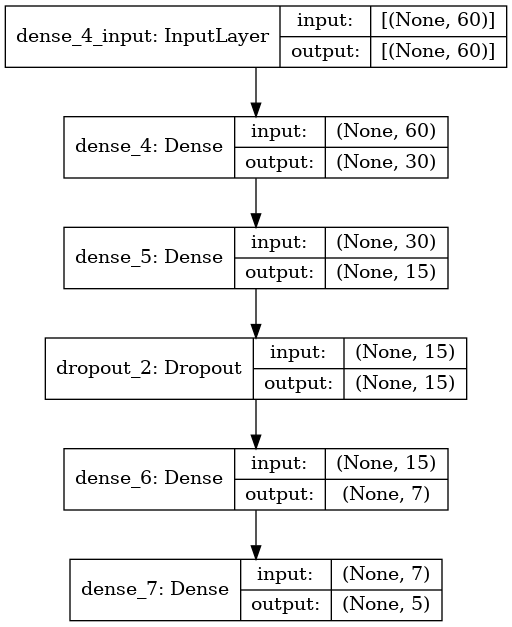 dense_4_input: InputLayer
input: [(None, 60)]
output: [(None, 60)]
dense_4: Dense
input: (None, 60)
output: (None, 30)
dense_5: Dense
input: (None, 30)
output: (None, 15)
dropout_2: Dropout
input: (None, 15)
output: (None, 15)
dense_6: Dense
input: (None, 15)
output: (None, 7)
dense_7: Dense
input: (None, 7)
output: (None, 5)